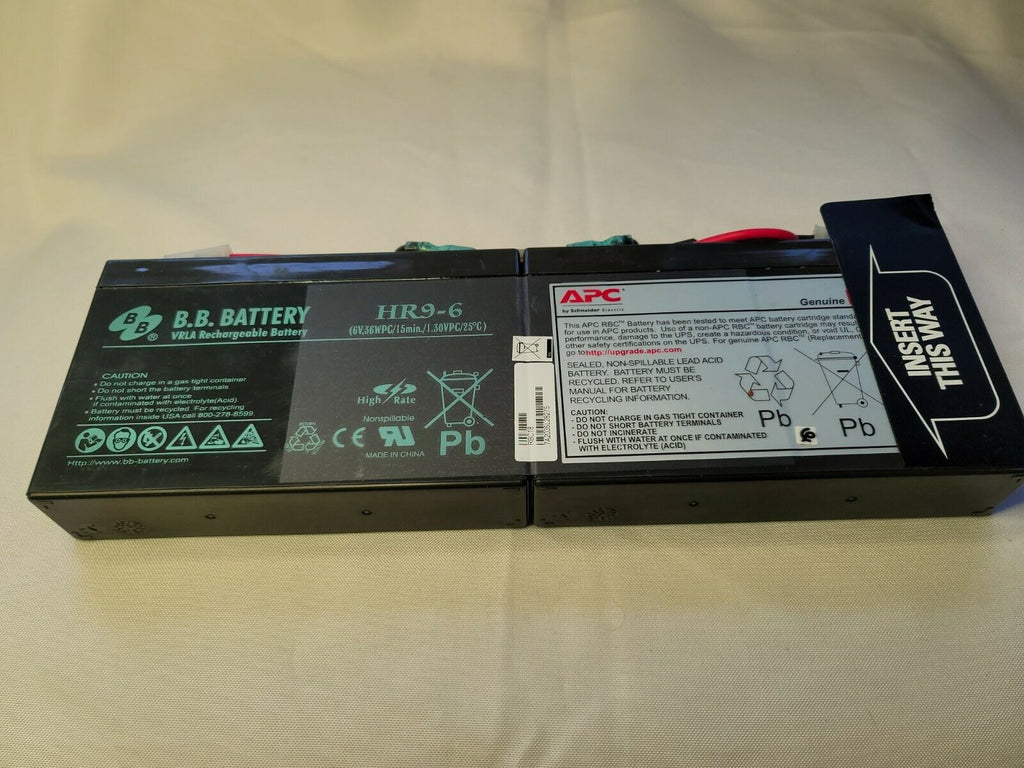 BB
®
B.B. BATTERY
VRLA Rechargeable Battery
HR9-6
(6V,36WPC/15min./1.30VPC/25°C)
CAUTION
• Do not charge in a gas tight container
• Do not short the battery terminals
• Flush with water at once
if contaminated with electrolyte(Acid)
• Battery must be recycled. For recycling
information inside USA call 800-278-8599
Http://www.bb-battery.com
High Rate
Nonspillable
CE
MADE IN CHINA
Pb
APC
by Schneider Electric
Genuine
This APC RBC™ Battery has been tested to meet APC battery cartridge
for use in APC products. Use of a non-APC RBC™ battery cartridge may
performance, damage to the UPS, create a hazardous condition, or void
other safety certifications on the UPS. For genuine APC RBC™ (Replacement
go to http://upgrade.apc.com
SEALED, NON-SPILLABLE LEAD ACID
BATTERY. BATTERY MUST BE
RECYCLED. REFER TO USER'S
MANUAL FOR BATTERY
RECYCLING INFORMATION.
CAUTION:
- DO NOT CHARGE IN GAS TIGHT CONTAINER
- DO NOT SHORT BATTERY TERMINALS
- DO NOT INCINERATE
- FLUSH WITH WATER AT ONCE IF CONTAMINATED
WITH ELECTROLYTE (ACID)
Pb
Pb
INSERT
THIS WAY